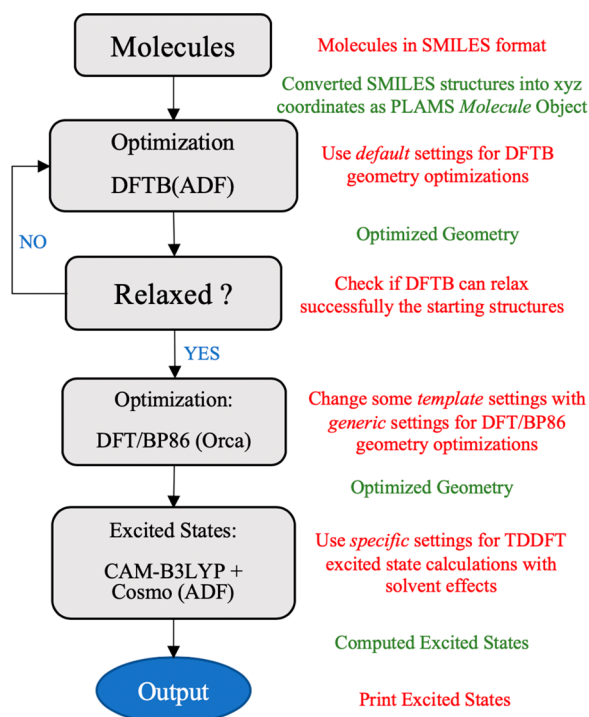 Molecules
Molecules in SMILES format
Converted SMILES structures into xyz
coordinates as PLAMS Molecule Object
Optimization
DFTB(ADF)
Use default settings for DFTB
geometry optimizations
NO
Optimized Geometry
Relaxed ?
Check if DFTB can relax
successfully the starting structures
YES
Optimization:
DFT/BP86 (Orca)
Change some template settings with
generic settings for DFT/BP86
geometry optimizations
Optimized Geometry
Excited States:
CAM-B3LYP +
Cosmo (ADF)
Use specific settings for TDDFT
excited state calculations with
solvent effects
Computed Excited States
Output
Print Excited States